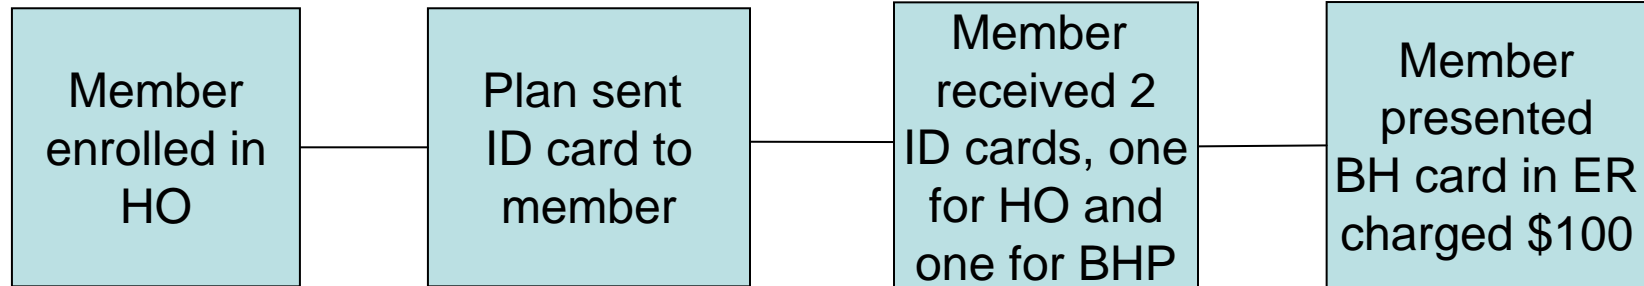 Member
enrolled in
HO
Plan sent
ID card to
member
Member
received 2
ID cards, one
for HO and
one for BHP
Member
presented
BH card in ER
charged $100